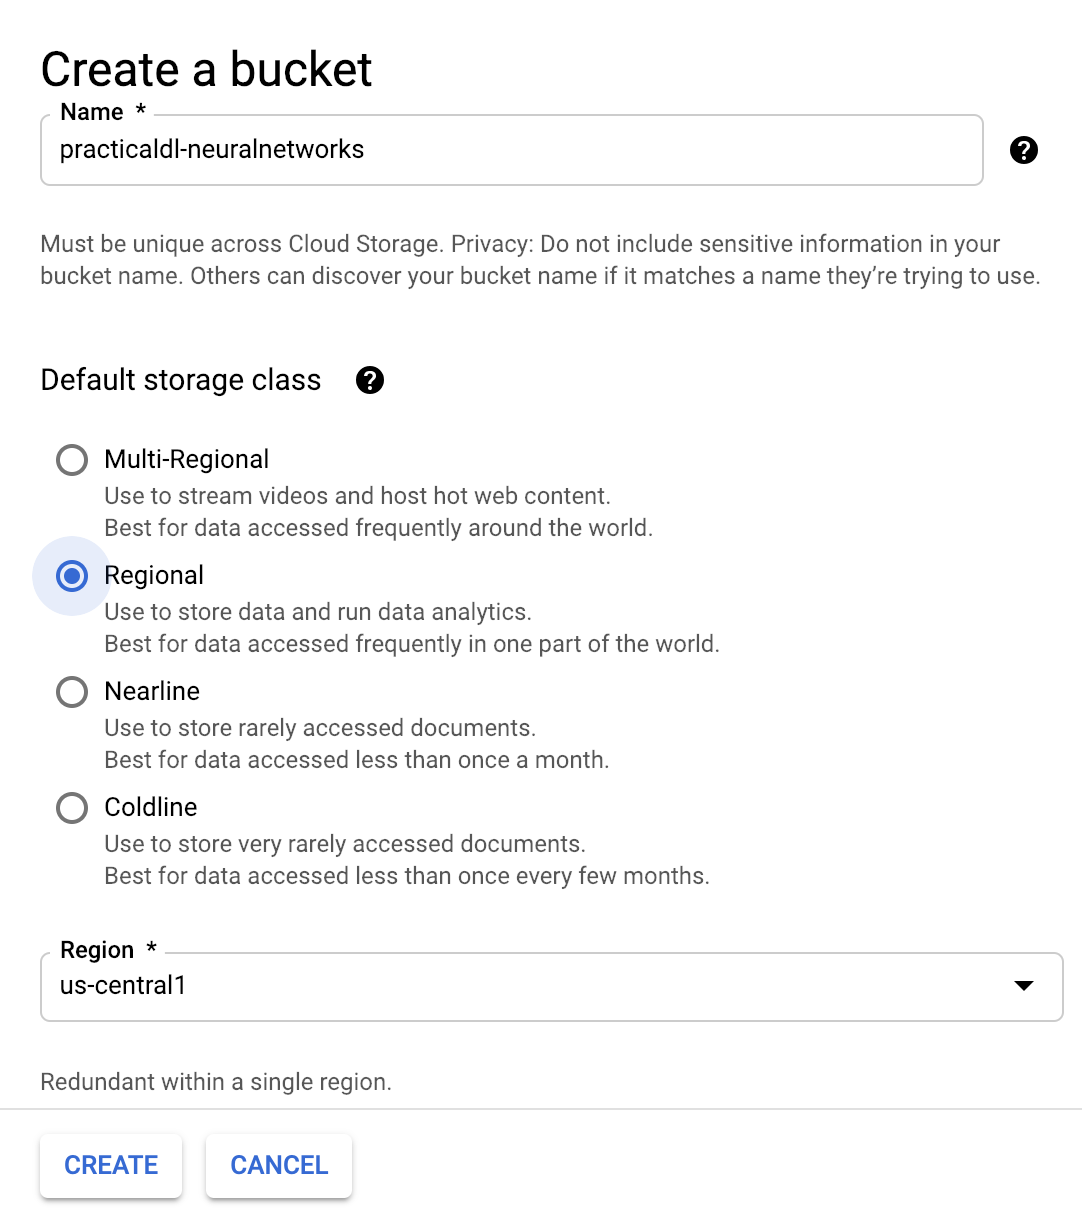 Create a bucket
Name *
practicaldl-neuralnetworks
Must be unique across Cloud Storage. Privacy: Do not include sensitive information in your
bucket name. Others can discover your bucket name if it matches a name they’re trying to use.
Default storage class
Multi-Regional
Use to stream videos and host hot web content.
Best for data accessed frequently around the world.
Regional
Use to store data and run data analytics.
Best for data accessed frequently in one part of the world.
Nearline
Use to store rarely accessed documents.
Best for data accessed less than once a month.
Coldline
Use to store very rarely accessed documents.
Best for data accessed less than once every few months.
Region *
us-central1
Redundant within a single region.
CREATE CANCEL